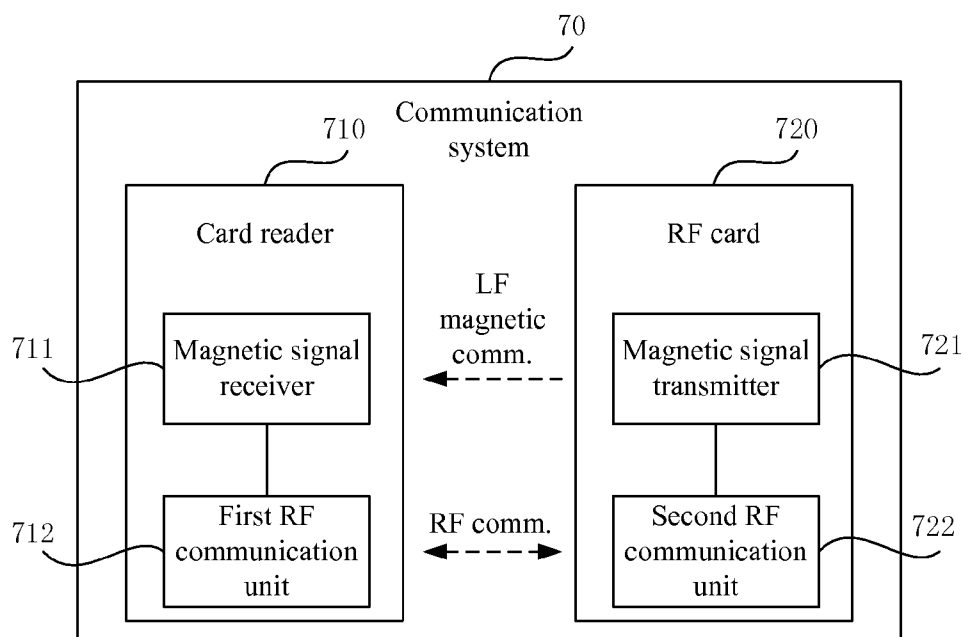 70
Communication
system
710
720
Card reader
RF card
LF
magnetic
comm.
711
Magnetic signal
receiver
Magnetic signal
transmitter
721
712
First RF
communication
unit
RF comm.
Second RF
communication
unit
722